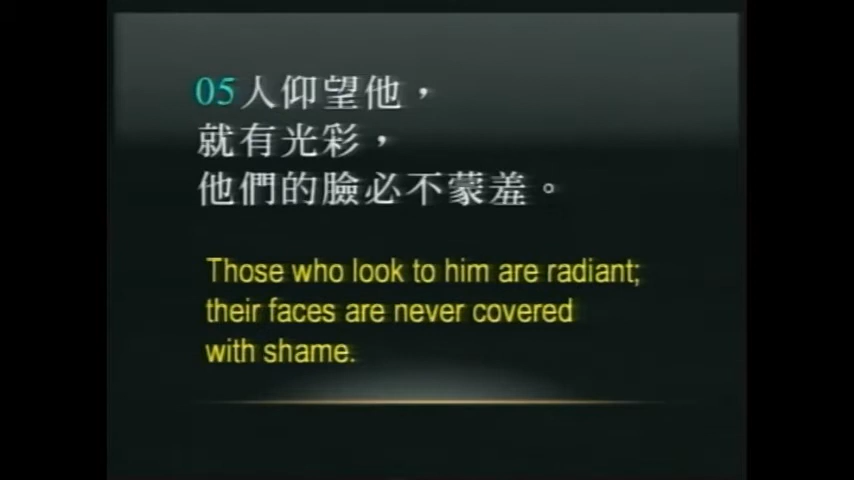 05人仰望他，
就有光彩，
他們的臉必不蒙羞。
Those who look to him are radiant;
their faces are never covered
with shame.